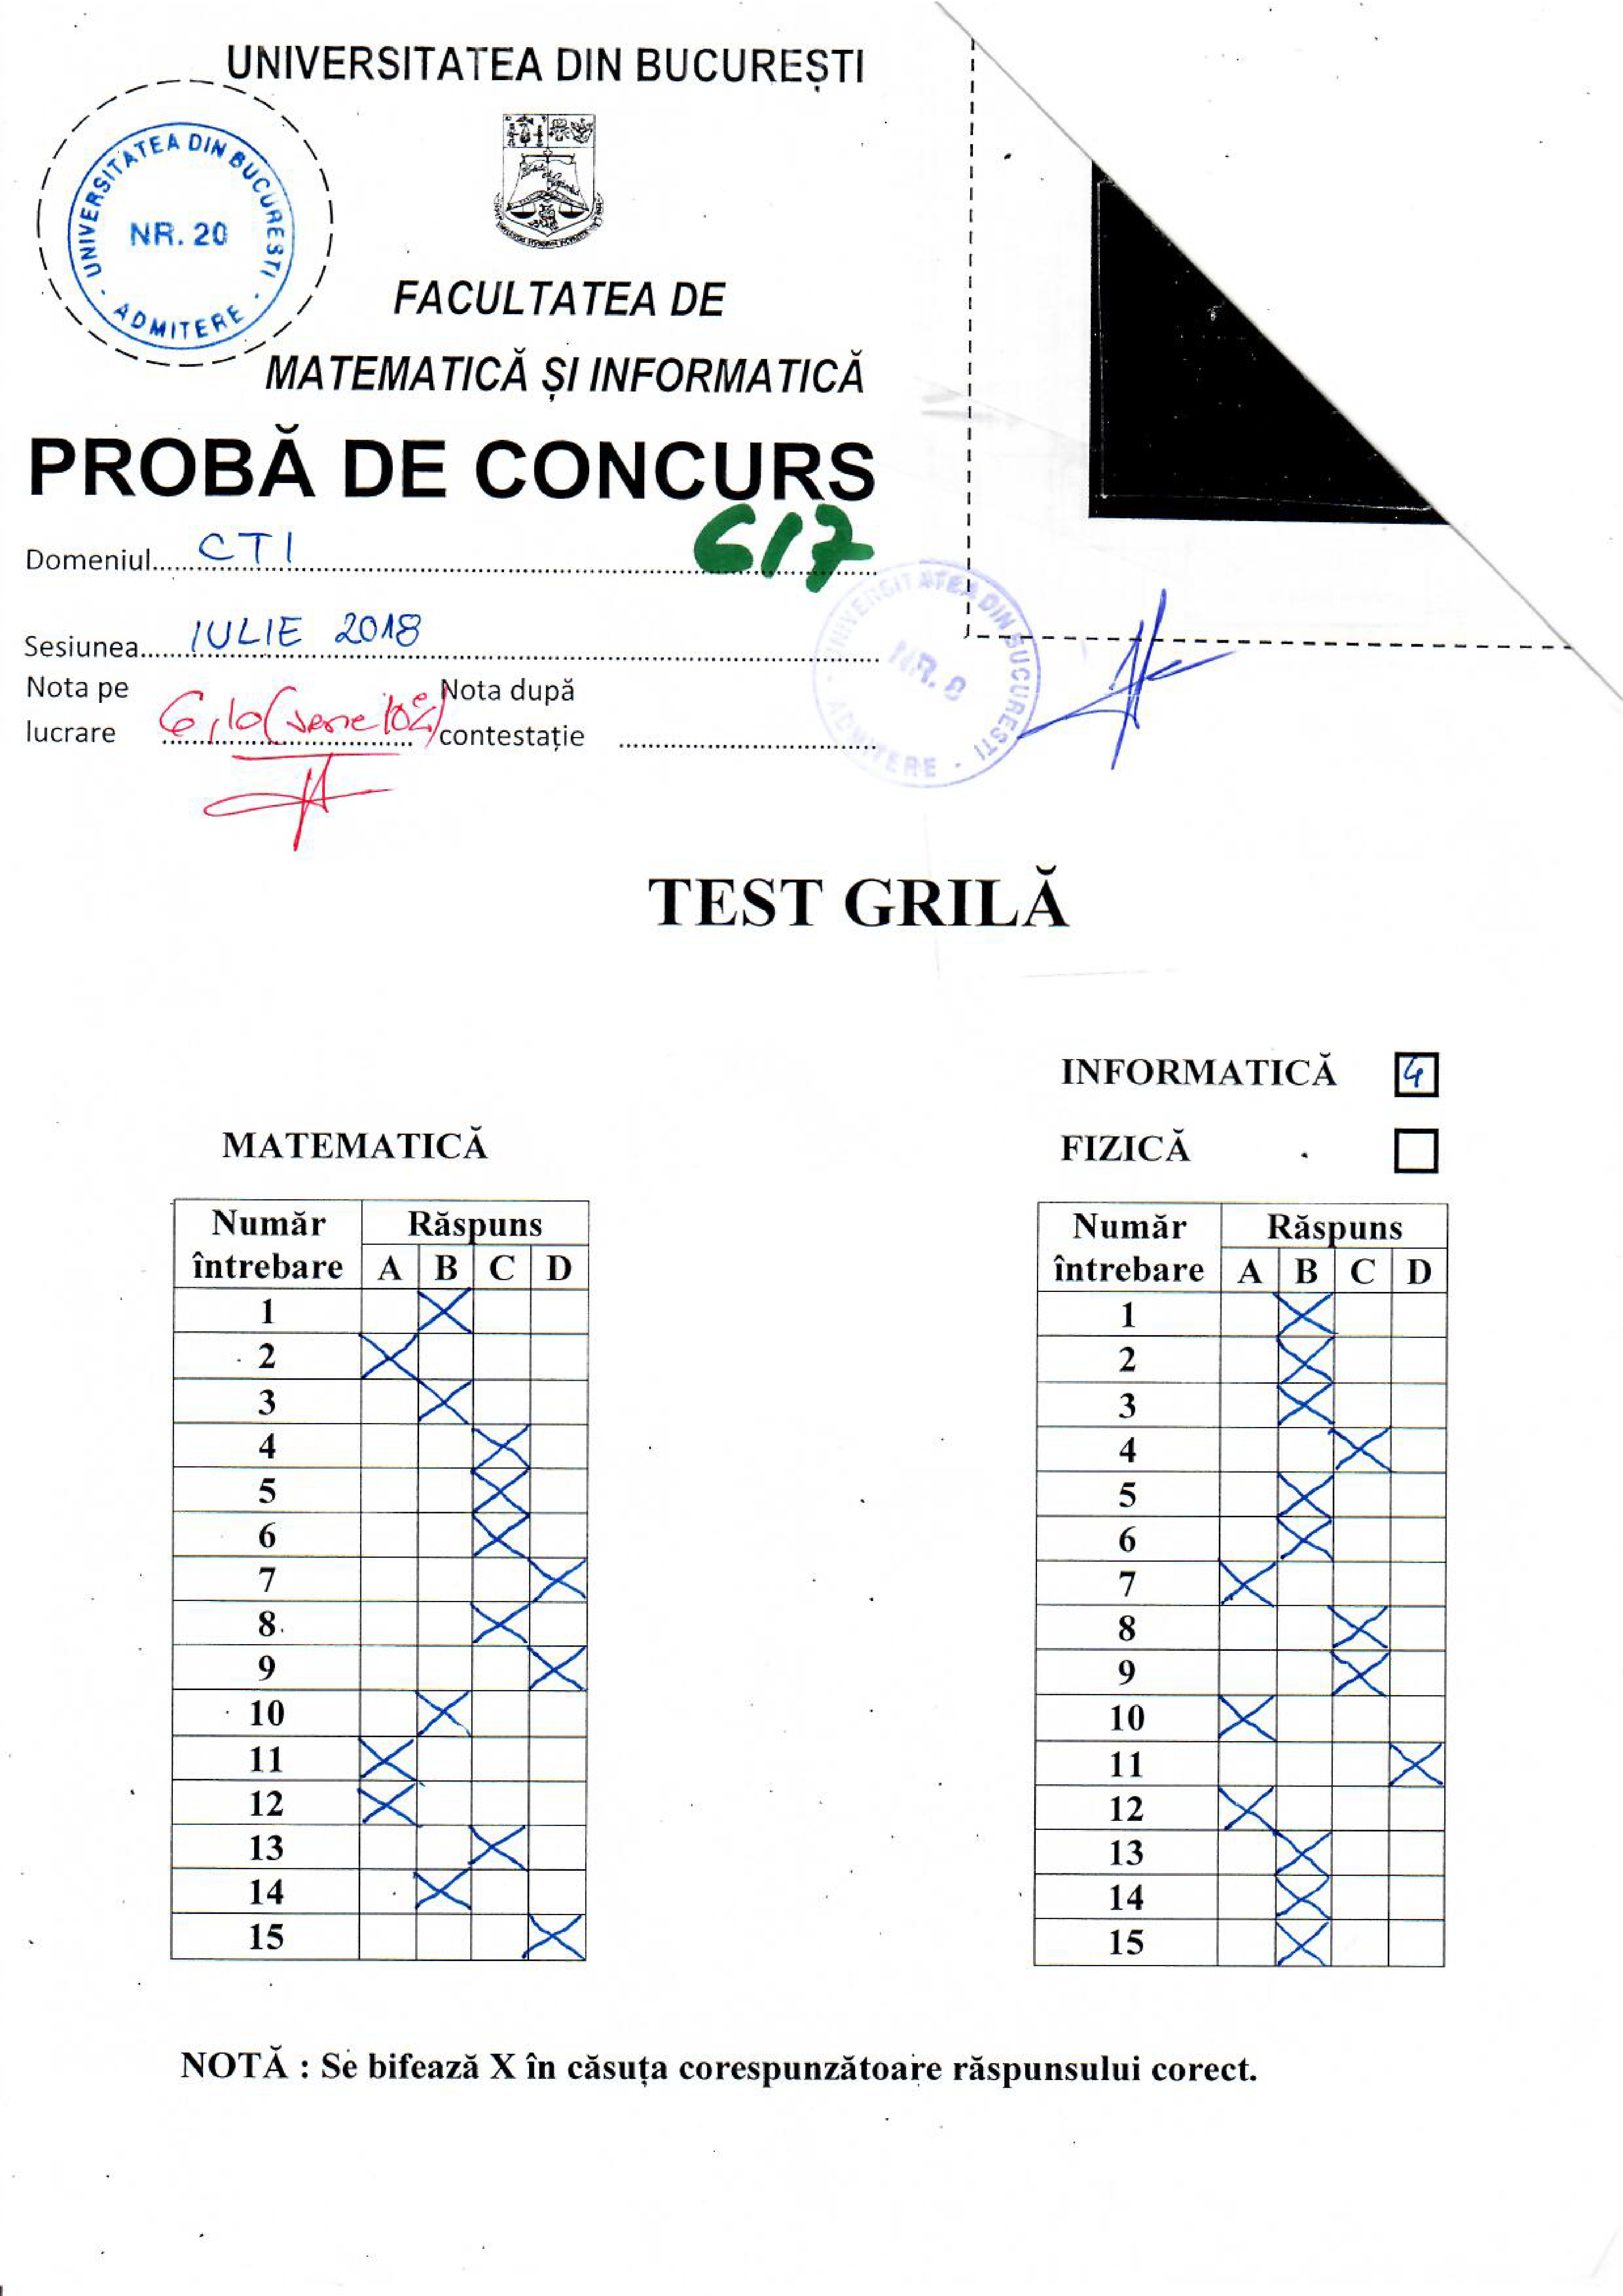 UNIVERSITATEA DIN BUCUREȘTI
UNIVERSITATEA DIN BUCURESTI - ADMITERE -
NR. 20
FACULTATEA DE
MATEMATICĂ ȘI INFORMATICĂ
PROBĂ DE CONCURS
617
Domeniul CTI
Sesiunea IULIE 2018
Nota pe lucrare 6,10 (
Nota după contestație
UNIVERSITATEA DIN BUCURESTI - ADMITERE -
NR. 8
TEST GRILĂ
INFORMATICĂ 4
MATEMATICĂ
FIZICĂ
Număr întrebare Răspuns
A B C D
1 X
2 X
3 X
4 X
5 X
6 X
7 X
8 X
9 X
10 X
11 X
12 X
13 X
14 X
15 X
Număr întrebare Răspuns
A B C D
1 X
2 X
3 X
4 X
5 X
6 X
7 X
8 X
9 X
10 X
11 X
12 X
13 X
14 X
15 X
NOTĂ : Se bifează X în căsuța corespunzătoare răspunsului corect.